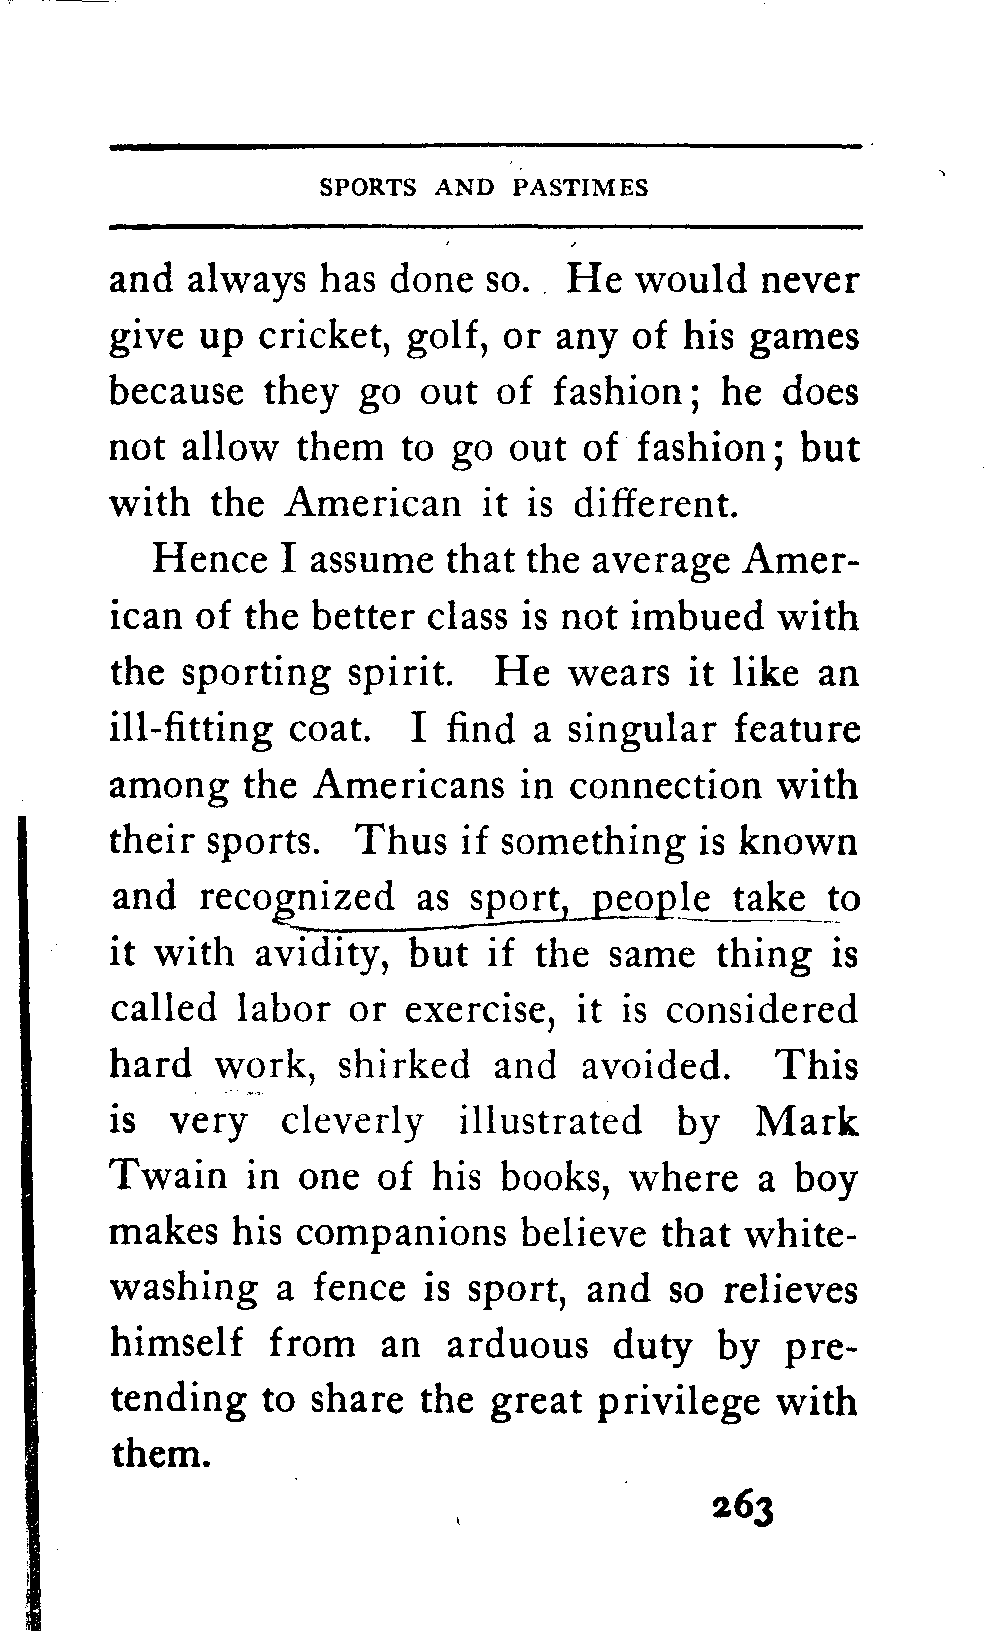 SPORTS AND PASTIMES
and always has done so. He would never
give up cricket, golf, or any of his games
because they go out of fashion; he does
not allow them to go out of fashion; but
with the American it is different.
Hence I assume that the average Amer-
ican of the better class is not imbued with
the sporting spirit. He wears it like an
ill-fitting coat. I find a singular feature
among the Americans in connection with
their sports. Thus if something is known
and recognized as sport, people take to
it with avidity, but if the same thing is
called labor or exercise, it is considered
hard work, shirked and avoided. This
is very cleverly illustrated by Mark
Twain in one of his books, where a boy
makes his companions believe that white-
washing a fence is sport, and so relieves
himself from an arduous duty by pre-
tending to share the great privilege with
them.
263